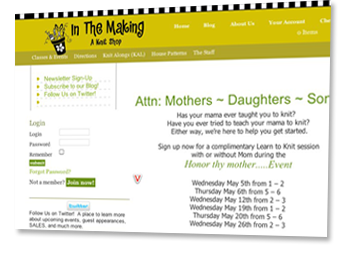 In The Making
A Knit Shop
Home Blog About Us Your Account
0 Items
Classes & Events Directions Knit Alongs (KAL) House Patterns The Stuff
Newsletter Sign-Up
Subscribe to our Blog!
Follow Us on Twitter!
Login
Login
Password
Remember
submit
Forgot Password?
Not a member? Join now!
twitter
Follow Us on Twitter! A place to learn more
about upcoming events, guest appearances,
SALES, and much more.
Attn: Mothers ~ Daughters ~ Son
Has your mama ever taught you to knit?
Have you ever tried to teach your mama to knit?
Either way, we're here to help you get started.
Sign up now for a complimentary Learn to Knit session
with or without Mom during the
Honor thy mother.....Event
Wednesday May 5th from 1 – 2
Thursday May 6th from 5 – 6
Wednesday May 12th from 2 – 3
Wednesday May 19th from 1 – 2
Thursday May 20th from 5 – 6
Wednesday May 26th from 2 – 3